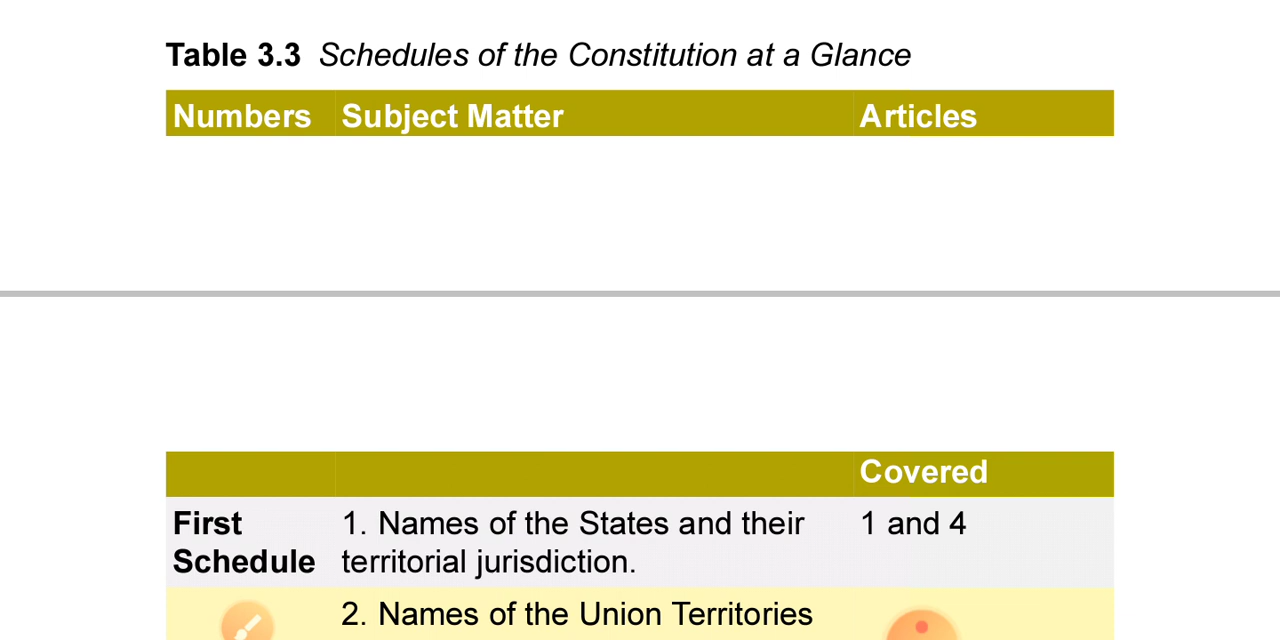 Table 3.3 Schedules of the Constitution at a Glance
Numbers Subject Matter Articles
Covered
First 1. Names of the States and their 1 and 4
Schedule territorial jurisdiction.
2. Names of the Union Territories